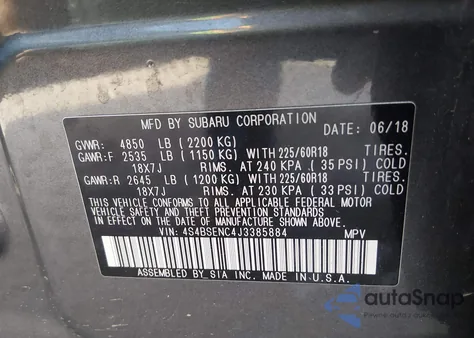 MFD BY SUBARU CORPORATION
DATE: 06/18
GVWR: 4850 LB (2200 KG)
GAWR:F 2535 LB (1150 KG) WITH 225/60R18 TIRES.
18X7J RIMS. AT 240 KPA (35 PSI) COLD
GAWR:R 2645 LB (1200 KG) WITH 225/60R18 TIRES.
18X7J RIMS. AT 230 KPA (33 PSI) COLD
THIS VEHICLE CONFORMS TO ALL APPLICABLE FEDERAL MOTOR
VEHICLE SAFETY, BUMPER, AND THEFT PREVENTION STANDARDS
IN EFFECT ON THE DATE OF MANUFACTURE SHOWN ABOVE.
VIN: 4S4BSENC4J3385884 MPV
ASSEMBLED BY SIA INC. MADE IN U.S.A.
autoSnap